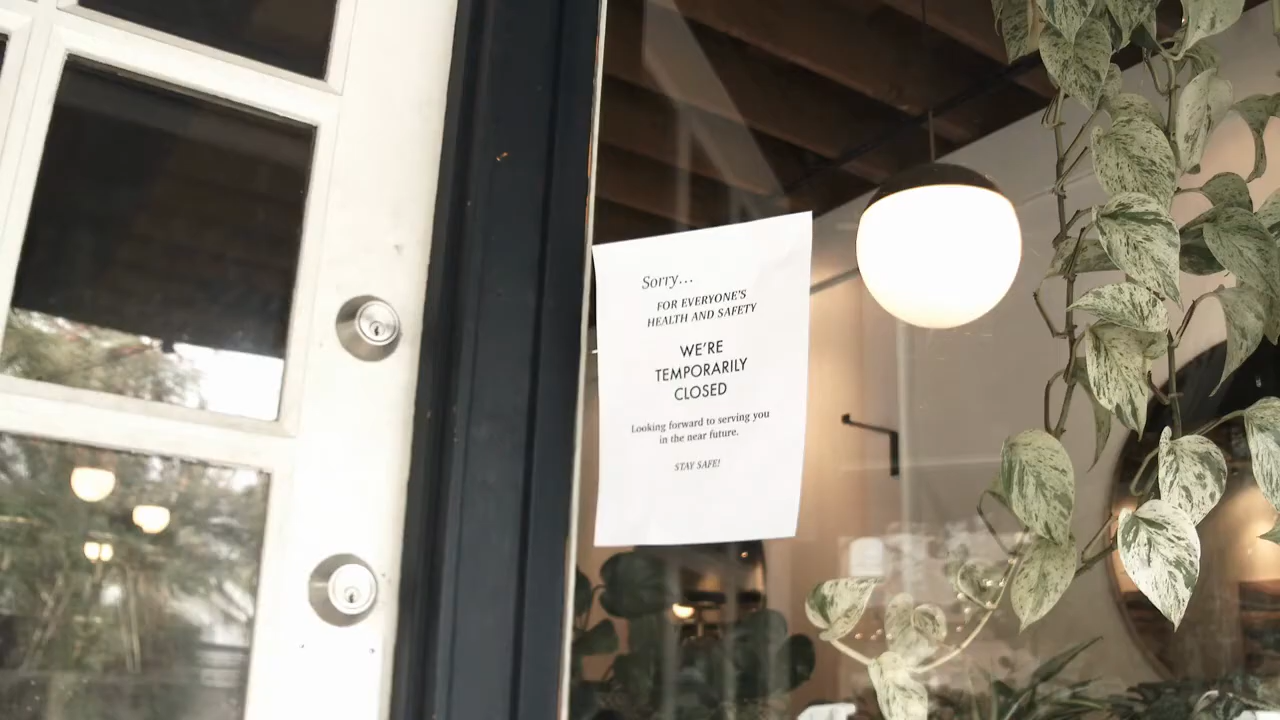 Sorry...
FOR EVERYONE'S
HEALTH AND SAFETY
WE'RE
TEMPORARILY
CLOSED
Looking forward to serving you
in the near future.
STAY SAFE!